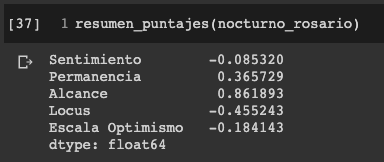 [37] 1 resumen_puntajes(nocturno_rosario)
Sentimiento -0.085320
Permanencia 0.365729
Alcance 0.861893
Locus -0.455243
Escala Optimismo -0.184143
dtype: float64